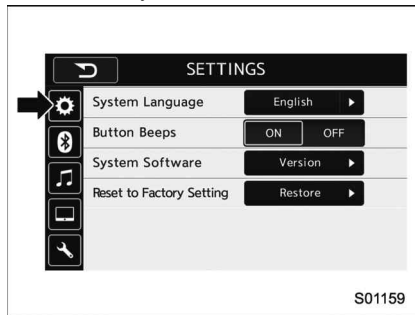 SETTINGS
System Language English
Button Beeps ON OFF
System Software Version
Reset to Factory Setting Restore
S01159